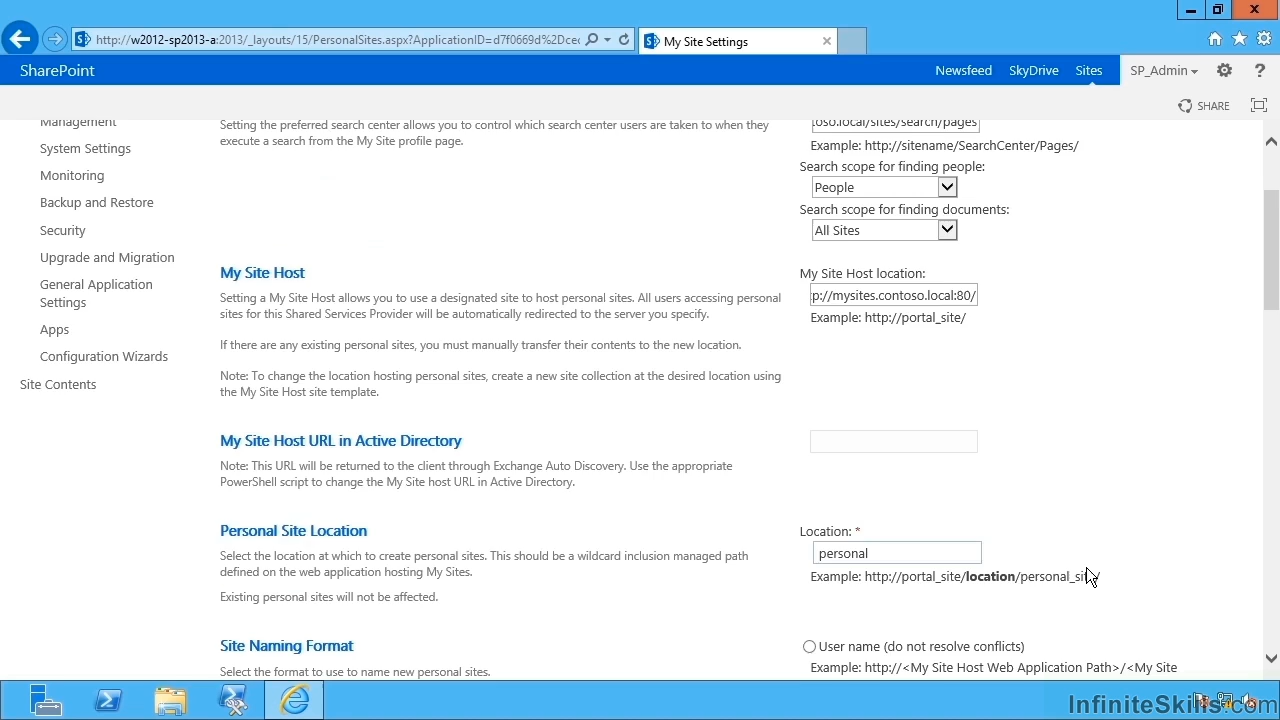 http://w2012-sp2013-a:2013/_layouts/15/PersonalSites.aspx?ApplicationID=d7f0669d%2Dcec
My Site Settings
SharePoint
Newsfeed
SkyDrive
Sites
SP_Admin
?
SHARE
Management
System Settings
Monitoring
Backup and Restore
Security
Upgrade and Migration
General Application
Settings
Apps
Configuration Wizards
Site Contents
Setting the preferred search center allows you to control which search center users are taken to when they
execute a search from the My Site profile page.
oso.local/sites/search/pages
Example: http://sitename/SearchCenter/Pages/
Search scope for finding people:
People
Search scope for finding documents:
All Sites
My Site Host
Setting a My Site Host allows you to use a designated site to host personal sites. All users accessing personal
sites for this Shared Services Provider will be automatically redirected to the server you specify.
If there are any existing personal sites, you must manually transfer their contents to the new location.
Note: To change the location hosting personal sites, create a new site collection at the desired location using
the My Site Host site template.
My Site Host location:
p://mysites.contoso.local:80/
Example: http://portal_site/
My Site Host URL in Active Directory
Note: This URL will be returned to the client through Exchange Auto Discovery. Use the appropriate
PowerShell script to change the My Site host URL in Active Directory.
Personal Site Location
Select the location at which to create personal sites. This should be a wildcard inclusion managed path
defined on the web application hosting My Sites.
Existing personal sites will not be affected.
Location: *
personal
Example: http://portal_site/location/personal_site/
Site Naming Format
Select the format to use to name new personal sites.
User name (do not resolve conflicts)
Example: http://<My Site Host Web Application Path>/<My Site
InfiniteSkills.com